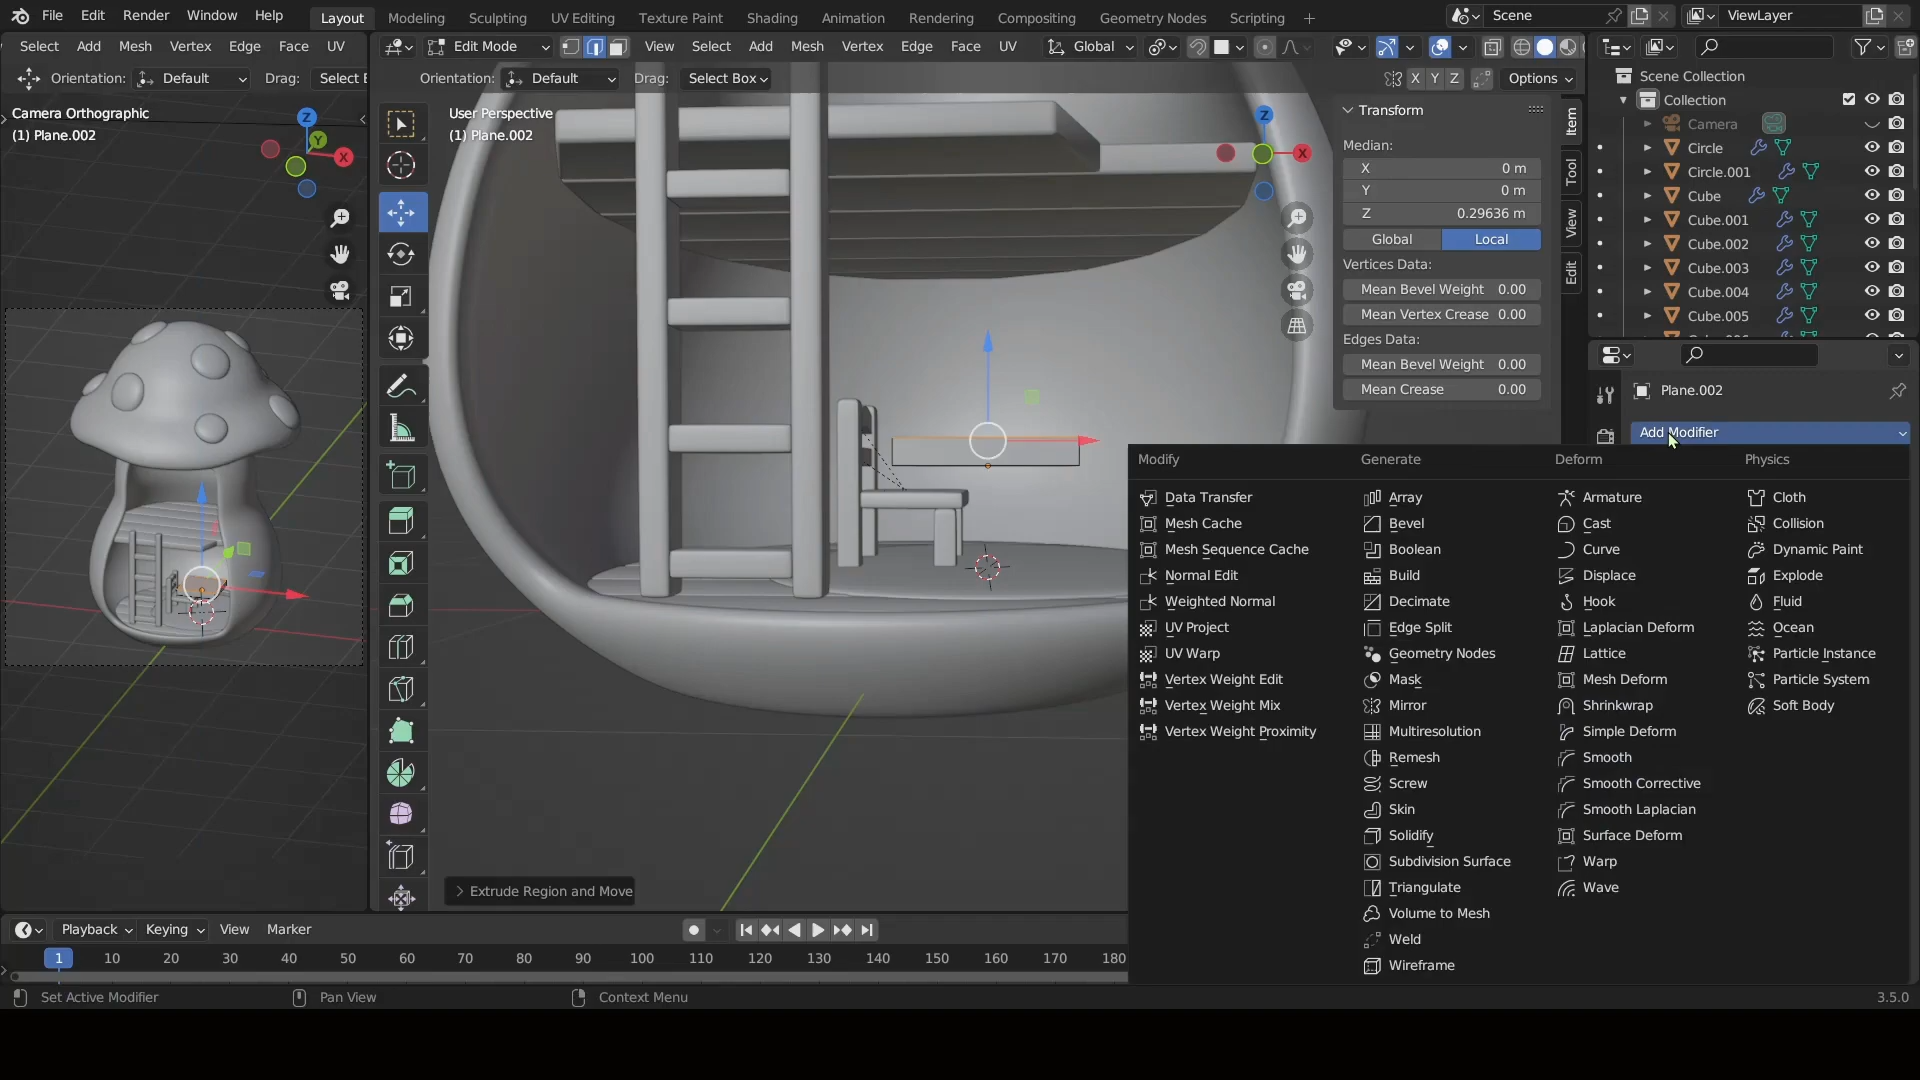 File Edit Render Window Help Layout Modeling Sculpting UV Editing Texture Paint Shading Animation Rendering Compositing Geometry Nodes Scripting + Scene ViewLayer
Select Add Mesh Vertex Edge Face UV
Edit Mode View Select Add Mesh Vertex Edge Face UV Global
Orientation: Default Drag: Select B
Orientation: Default Drag: Select Box X Y Z Options
Camera Orthographic
(1) Plane.002
Z
Y
X
User Perspective
(1) Plane.002
Z
X
Transform
Median:
X 0 m
Y 0 m
Z 0.29636 m
Global Local
Vertices Data:
Mean Bevel Weight 0.00
Mean Vertex Crease 0.00
Edges Data:
Mean Bevel Weight 0.00
Mean Crease 0.00
Item
Tool
View
Edit
Scene Collection
Collection
Camera
Circle
Circle.001
Cube
Cube.001
Cube.002
Cube.003
Cube.004
Cube.005
Plane.002
Add Modifier
Modify
Data Transfer
Mesh Cache
Mesh Sequence Cache
Normal Edit
Weighted Normal
UV Project
UV Warp
Vertex Weight Edit
Vertex Weight Mix
Vertex Weight Proximity
Generate
Array
Bevel
Boolean
Build
Decimate
Edge Split
Geometry Nodes
Mask
Mirror
Multiresolution
Remesh
Screw
Skin
Solidify
Subdivision Surface
Triangulate
Volume to Mesh
Weld
Wireframe
Deform
Armature
Cast
Curve
Displace
Hook
Laplacian Deform
Lattice
Mesh Deform
Shrinkwrap
Simple Deform
Smooth
Smooth Corrective
Smooth Laplacian
Surface Deform
Warp
Wave
Physics
Cloth
Collision
Dynamic Paint
Explode
Fluid
Ocean
Particle Instance
Particle System
Soft Body
Extrude Region and Move
Playback Keying View Marker
1 10 20 30 40 50 60 70 80 90 100 110 120 130 140 150 160 170 180
Set Active Modifier Pan View Context Menu 3.5.0